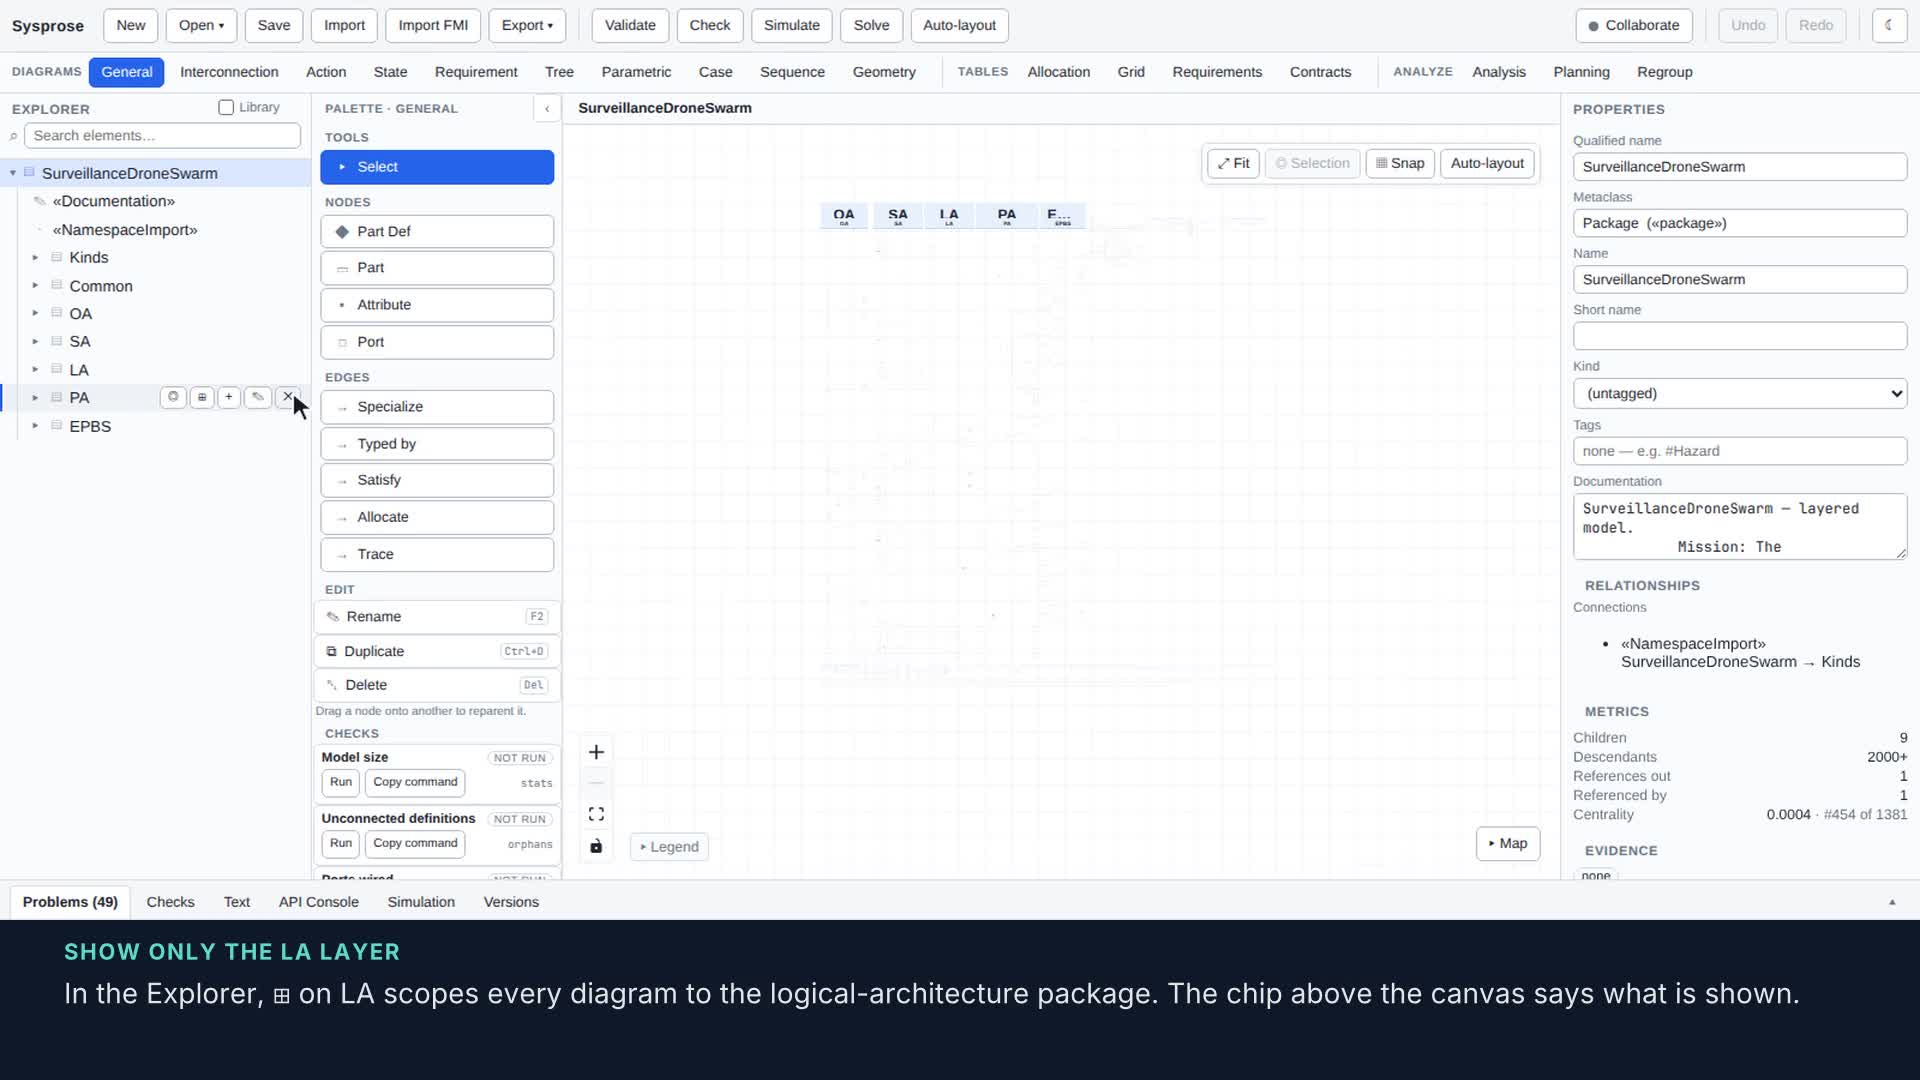 Sysprose New Open ▾ Save Import Import FMI Export ▾ Validate Check Simulate Solve Auto-layout Collaborate Undo Redo
DIAGRAMS General Interconnection Action State Requirement Tree Parametric Case Sequence Geometry TABLES Allocation Grid Requirements Contracts ANALYZE Analysis Planning Regroup
EXPLORER Library
Search elements…
SurveillanceDroneSwarm
«Documentation»
«NamespaceImport»
Kinds
Common
OA
SA
LA
PA
EPBS
PALETTE · GENERAL
TOOLS
Select
NODES
Part Def
Part
Attribute
Port
EDGES
→ Specialize
→ Typed by
→ Satisfy
→ Allocate
→ Trace
EDIT
Rename F2
Duplicate Ctrl+D
Delete Del
Drag a node onto another to reparent it.
CHECKS
Model size NOT RUN
Run Copy command stats
Unconnected definitions NOT RUN
Run Copy command orphans
Ports wired NOT RUN
SurveillanceDroneSwarm
Fit Selection Snap Auto-layout
OA SA LA PA E…
OA SA LA PA EPBS
Legend
Map
PROPERTIES
Qualified name
SurveillanceDroneSwarm
Metaclass
Package («package»)
Name
SurveillanceDroneSwarm
Short name
Kind
(untagged)
Tags
none — e.g. #Hazard
Documentation
SurveillanceDroneSwarm — layered
model.
Mission: The
RELATIONSHIPS
Connections
• «NamespaceImport»
SurveillanceDroneSwarm → Kinds
METRICS
Children 9
Descendants 2000+
References out 1
Referenced by 1
Centrality 0.0004 · #454 of 1381
EVIDENCE
none
Problems (49) Checks Text API Console Simulation Versions
SHOW ONLY THE LA LAYER
In the Explorer, ⊞ on LA scopes every diagram to the logical-architecture package. The chip above the canvas says what is shown.